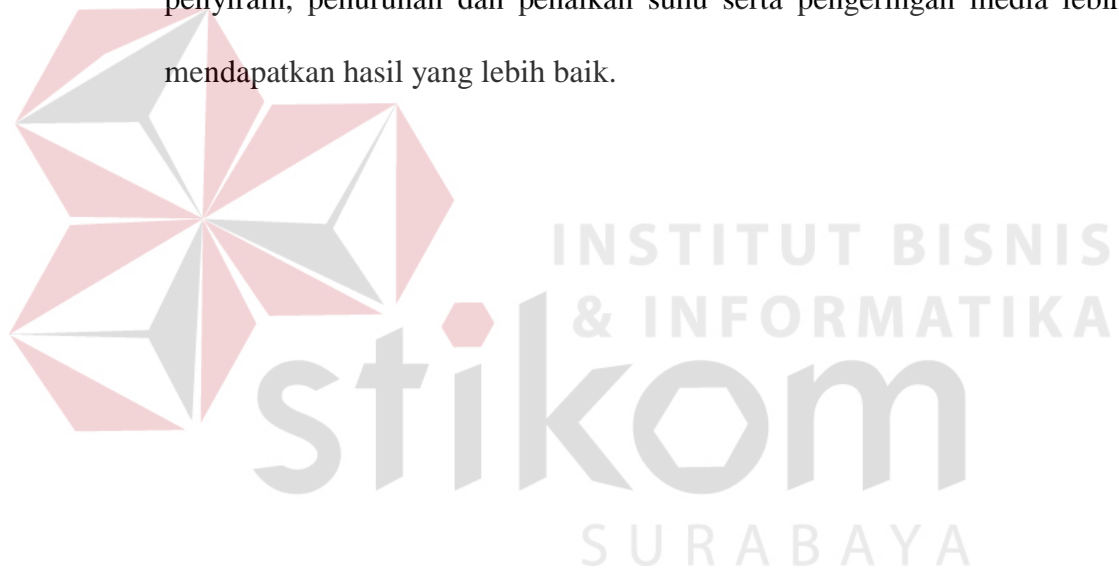 penyiram, penurunan dan penaikan suhu serta pengeringan media lebih
mendapatkan hasil yang lebih baik.
INSTITUT BISNIS
& INFORMATIKA
stikom
SURABAYA